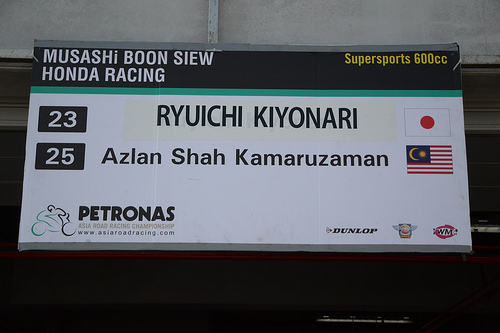 MUSASHi BOON SIEW
HONDA RACING
Supersports 600cc
23 RYUICHI KIYONARI
25 Azlan Shah Kamaruzaman
PETRONAS
ASIA ROAD RACING CHAMPIONSHIP
www.asiaroadracing.com
DUNLOP
WM